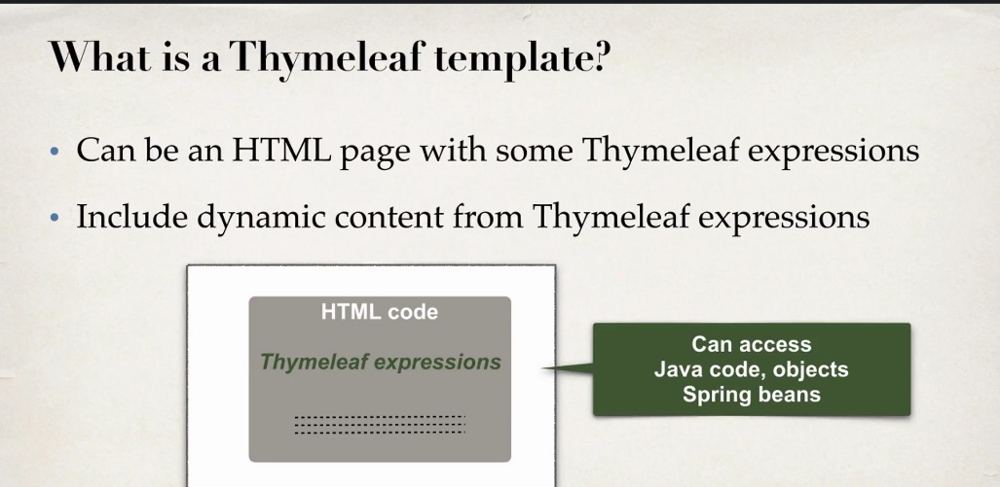 What is a Thymeleaf template?
• Can be an HTML page with some Thymeleaf expressions
• Include dynamic content from Thymeleaf expressions
HTML code
Thymeleaf expressions
Can access
Java code, objects
Spring beans